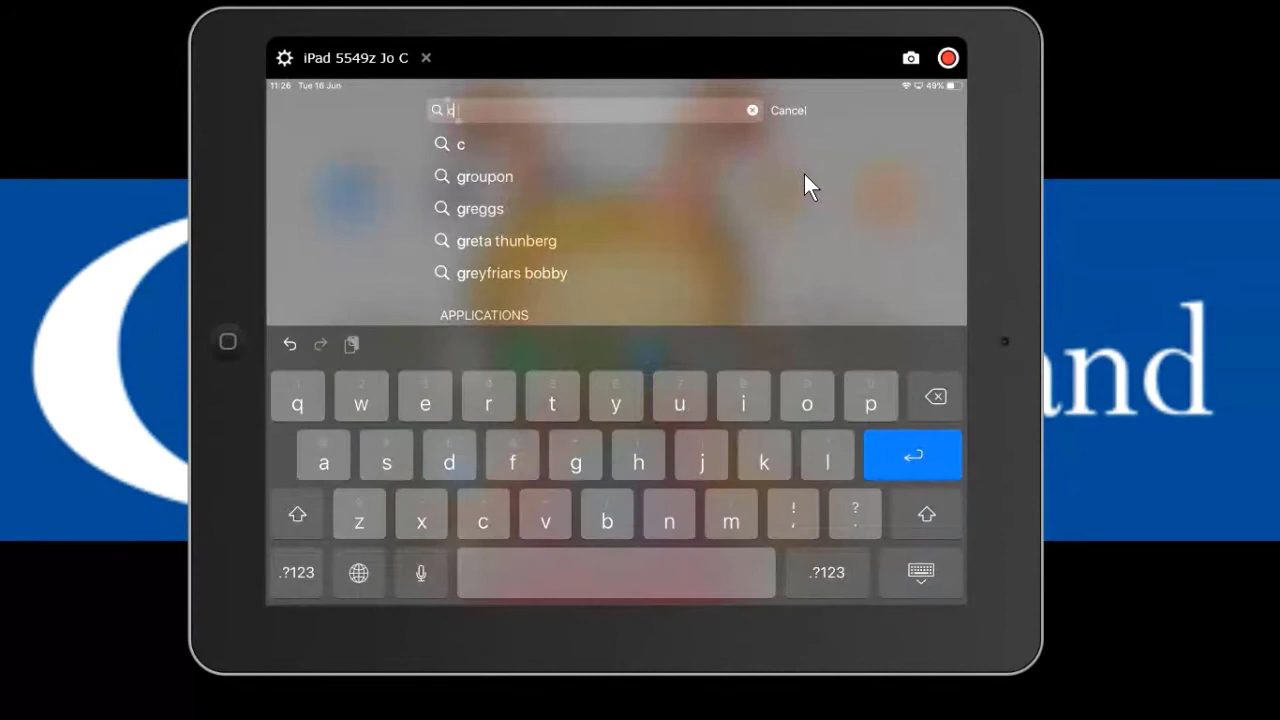 iPad 5549z Jo C
11:26 Tue 16 Jun
49%
Cancel
c
groupon
greggs
greta thunberg
greyfriars bobby
APPLICATIONS
q w e r t y u i o p
a s d f g h j k l
z x c v b n m ! , ? .
.?123 .?123
and